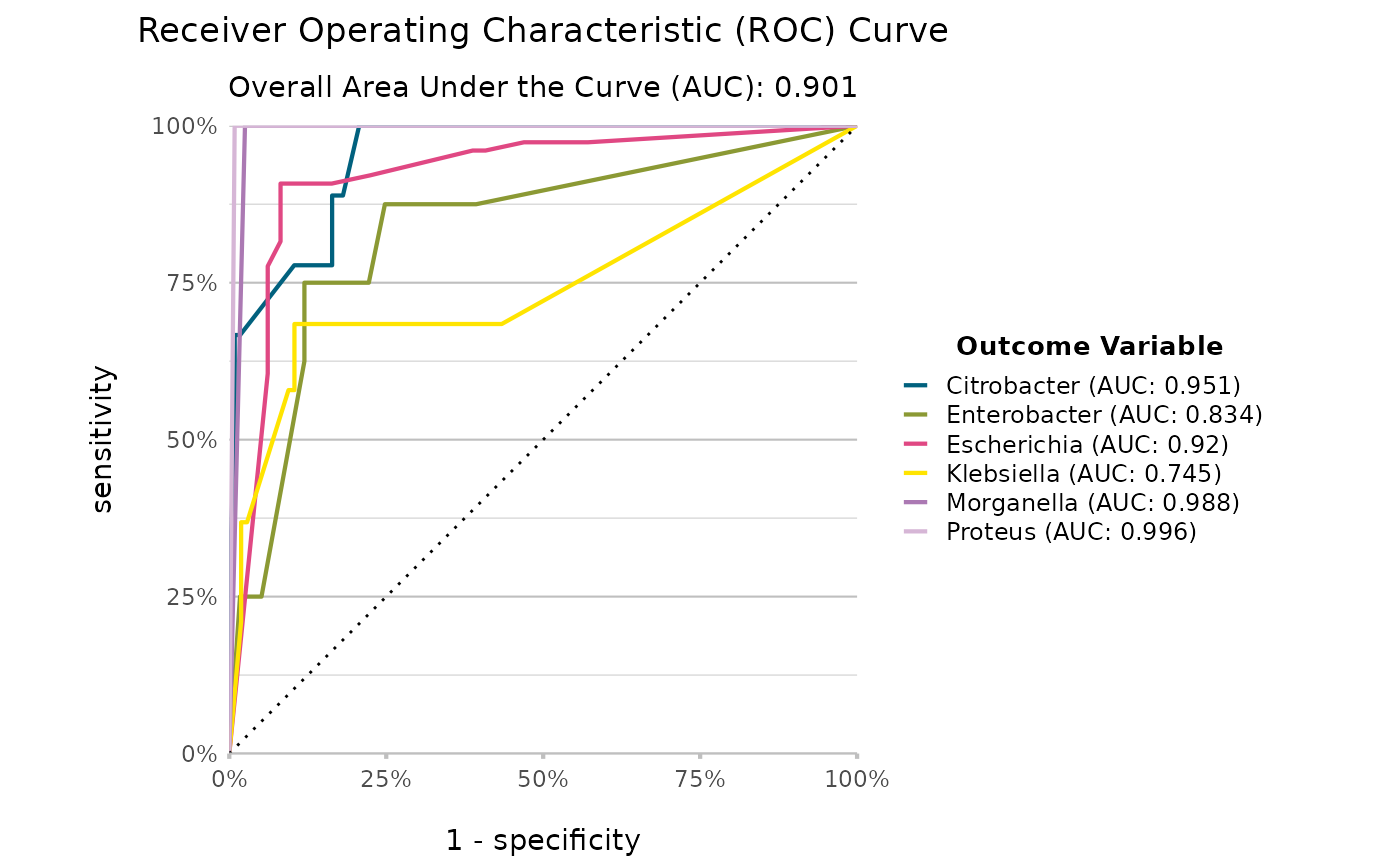 Receiver Operating Characteristic (ROC) Curve
Overall Area Under the Curve (AUC): 0.901
100%
75%
50%
25%
0%
sensitivity
0%
25%
50%
75%
100%
1 - specificity
Outcome Variable
Citrobacter (AUC: 0.951)
Enterobacter (AUC: 0.834)
Escherichia (AUC: 0.92)
Klebsiella (AUC: 0.745)
Morganella (AUC: 0.988)
Proteus (AUC: 0.996)